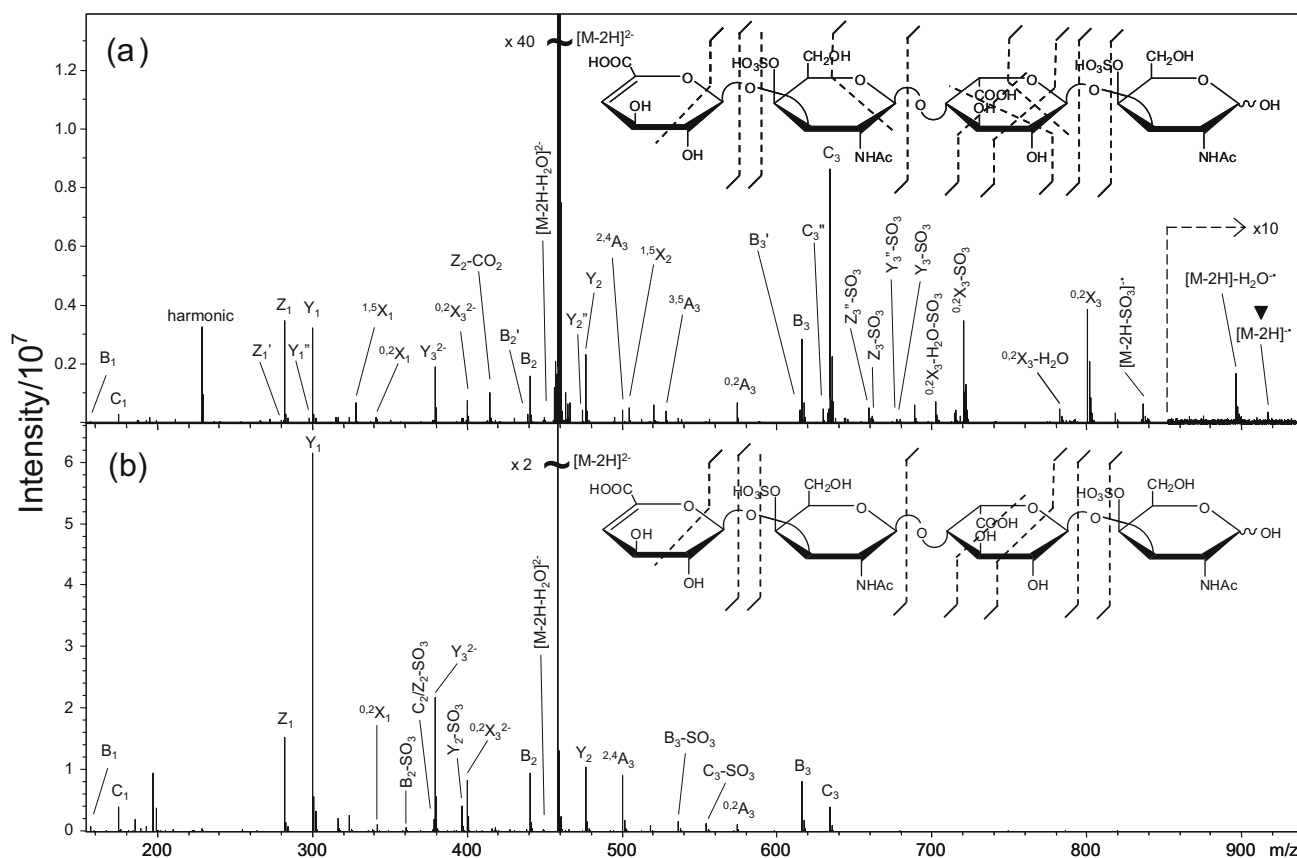 Intensity/10⁷
(a)
1.2
1.0
0.8
0.6
0.4
0.2
x 40 ~ [M-2H]²⁻
HOOC
O
OH
OH
O
HO₃SO
CH₂OH
O
NHAc
O
COOH
OH
O
OH
O
HO₃SO
CH₂OH
O
OH
NHAc
B₁
C₁
harmonic
Z₁'
Z₁
Y₁''
Y₁
¹,⁵X₁
⁰,²X₁
Y₃²⁻
⁰,²X₃²⁻
Z₂-CO₂
B₂'
B₂
[M-2H-H₂O]²⁻
Y₂''
Y₂
²,⁴A₃
¹,⁵X₂
³,⁵A₃
⁰,²A₃
B₃'
B₃
C₃''
C₃
Z₃''-SO₃
Z₃-SO₃
Y₃''-SO₃
Y₃-SO₃
⁰,²X₃-H₂O-SO₃
⁰,²X₃-SO₃
⁰,²X₃-H₂O
⁰,²X₃
[M-2H-SO₃]⁻•
x10
[M-2H]-H₂O⁻•
[M-2H]⁻•
(b)
6
5
4
3
2
1
0
x 2 ~ [M-2H]²⁻
HOOC
O
OH
OH
O
HO₃SO
CH₂OH
O
NHAc
O
COOH
OH
O
OH
O
HO₃SO
CH₂OH
O
OH
NHAc
B₁
C₁
Z₁
Y₁
⁰,²X₁
B₂-SO₃
C₂/Z₂-SO₃
Y₃²⁻
Y₂-SO₃
⁰,²X₃²⁻
B₂
[M-2H-H₂O]²⁻
Y₂
²,⁴A₃
B₃-SO₃
C₃-SO₃
⁰,²A₃
B₃
C₃
200 400 600 800 m/z
700 900